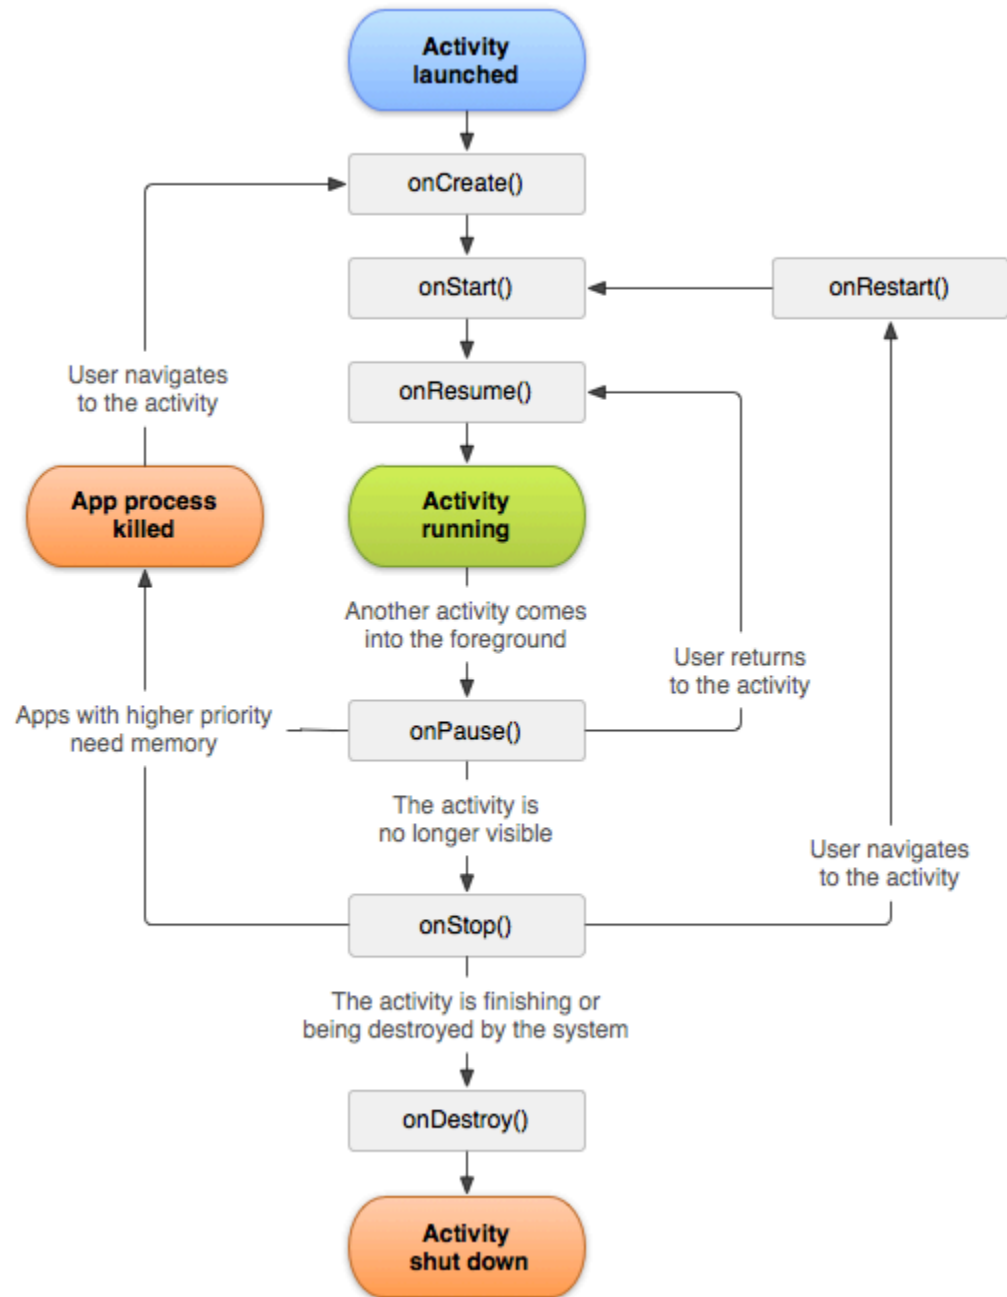 Activity
launched
onCreate()
onStart()
onRestart()
User navigates
to the activity
onResume()
App process
killed
Activity
running
Another activity comes
into the foreground
User returns
to the activity
Apps with higher priority
need memory
onPause()
The activity is
no longer visible
User navigates
to the activity
onStop()
The activity is finishing or
being destroyed by the system
onDestroy()
Activity
shut down